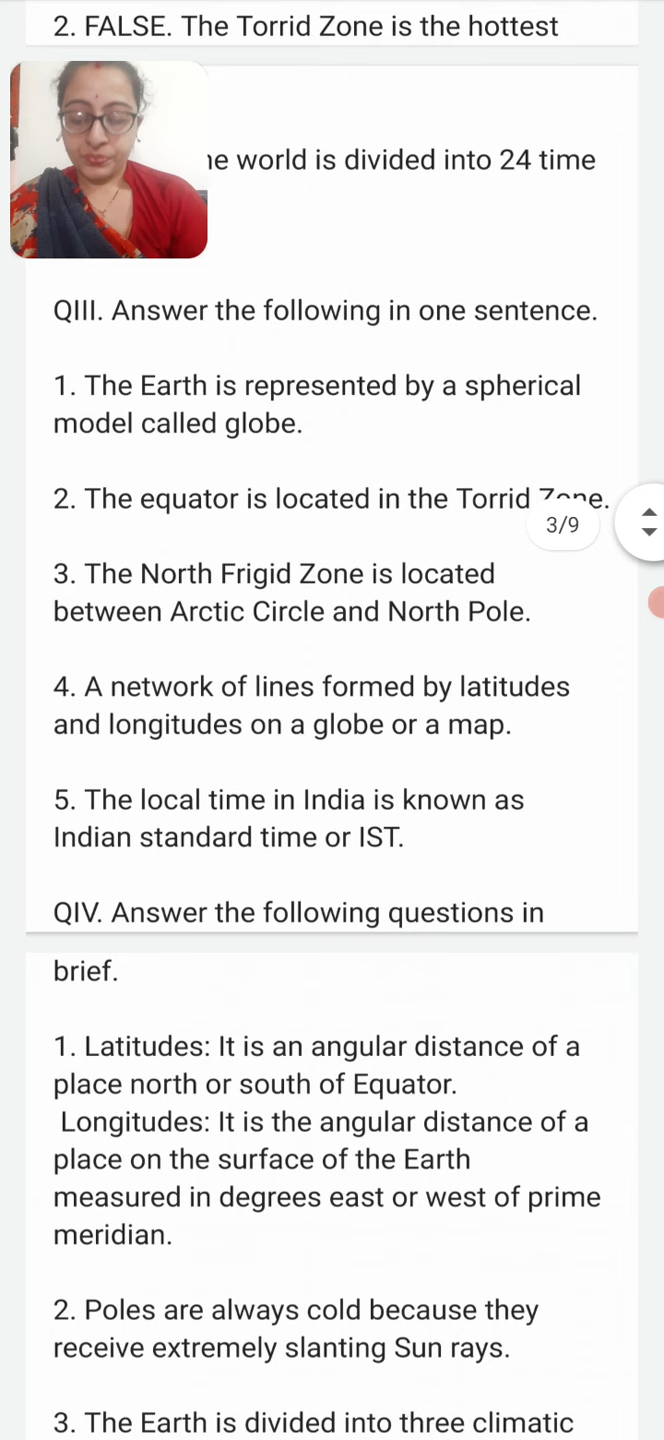 2. FALSE. The Torrid Zone is the hottest
world is divided into 24 time
QIII. Answer the following in one sentence.
1. The Earth is represented by a spherical
model called globe.
2. The equator is located in the Torrid Zone.
3/9
3. The North Frigid Zone is located
between Arctic Circle and North Pole.
4. A network of lines formed by latitudes
and longitudes on a globe or a map.
5. The local time in India is known as
Indian standard time or IST.
QIV. Answer the following questions in
brief.
1. Latitudes: It is an angular distance of a
place north or south of Equator.
Longitudes: It is the angular distance of a
place on the surface of the Earth
measured in degrees east or west of prime
meridian.
2. Poles are always cold because they
receive extremely slanting Sun rays.
3. The Earth is divided into three climatic